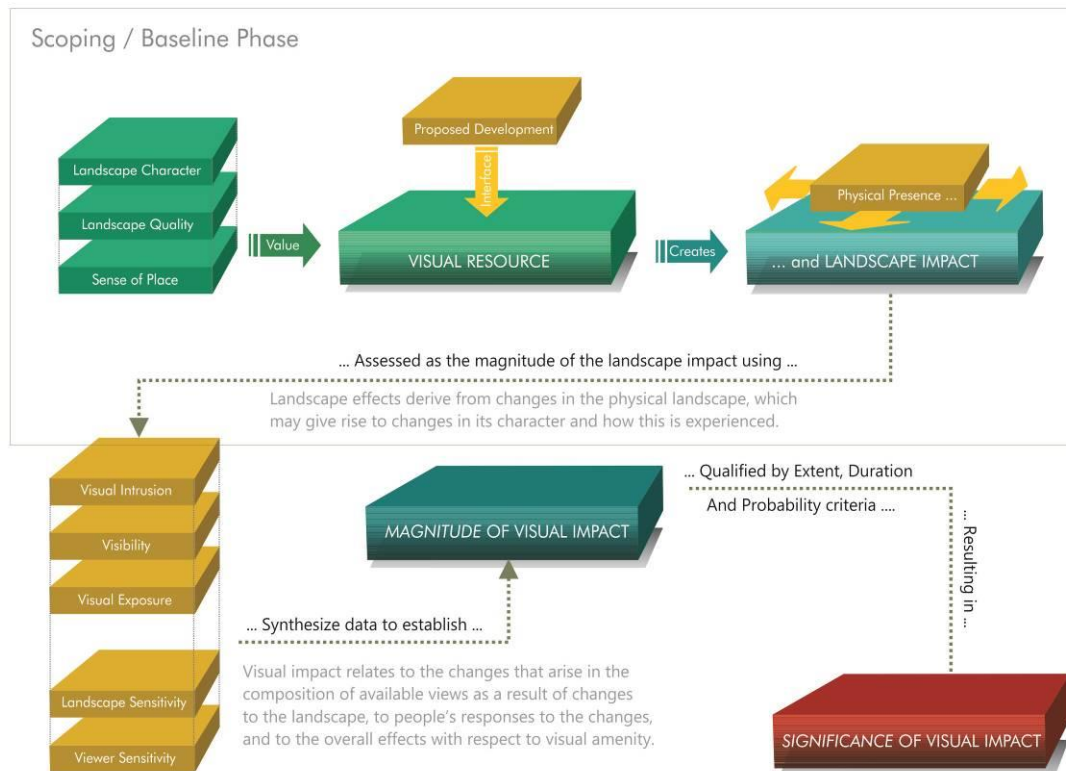 Scoping / Baseline Phase
Proposed Development
Interface
Landscape Character
Landscape Quality
Sense of Place
Value
VISUAL RESOURCE
Creates
Physical Presence ...
... and LANDSCAPE IMPACT
... Assessed as the magnitude of the landscape impact using ...
Landscape effects derive from changes in the physical landscape, which
may give rise to changes in its character and how this is experienced.
Visual Intrusion
Visibility
Visual Exposure
Landscape Sensitivity
Viewer Sensitivity
... Synthesize data to establish ...
Visual impact relates to the changes that arise in the
composition of available views as a result of changes
to the landscape, to people’s responses to the changes,
and to the overall effects with respect to visual amenity.
MAGNITUDE OF VISUAL IMPACT
... Qualified by Extent, Duration
And Probability criteria ....
... Resulting in ...
SIGNIFICANCE OF VISUAL IMPACT